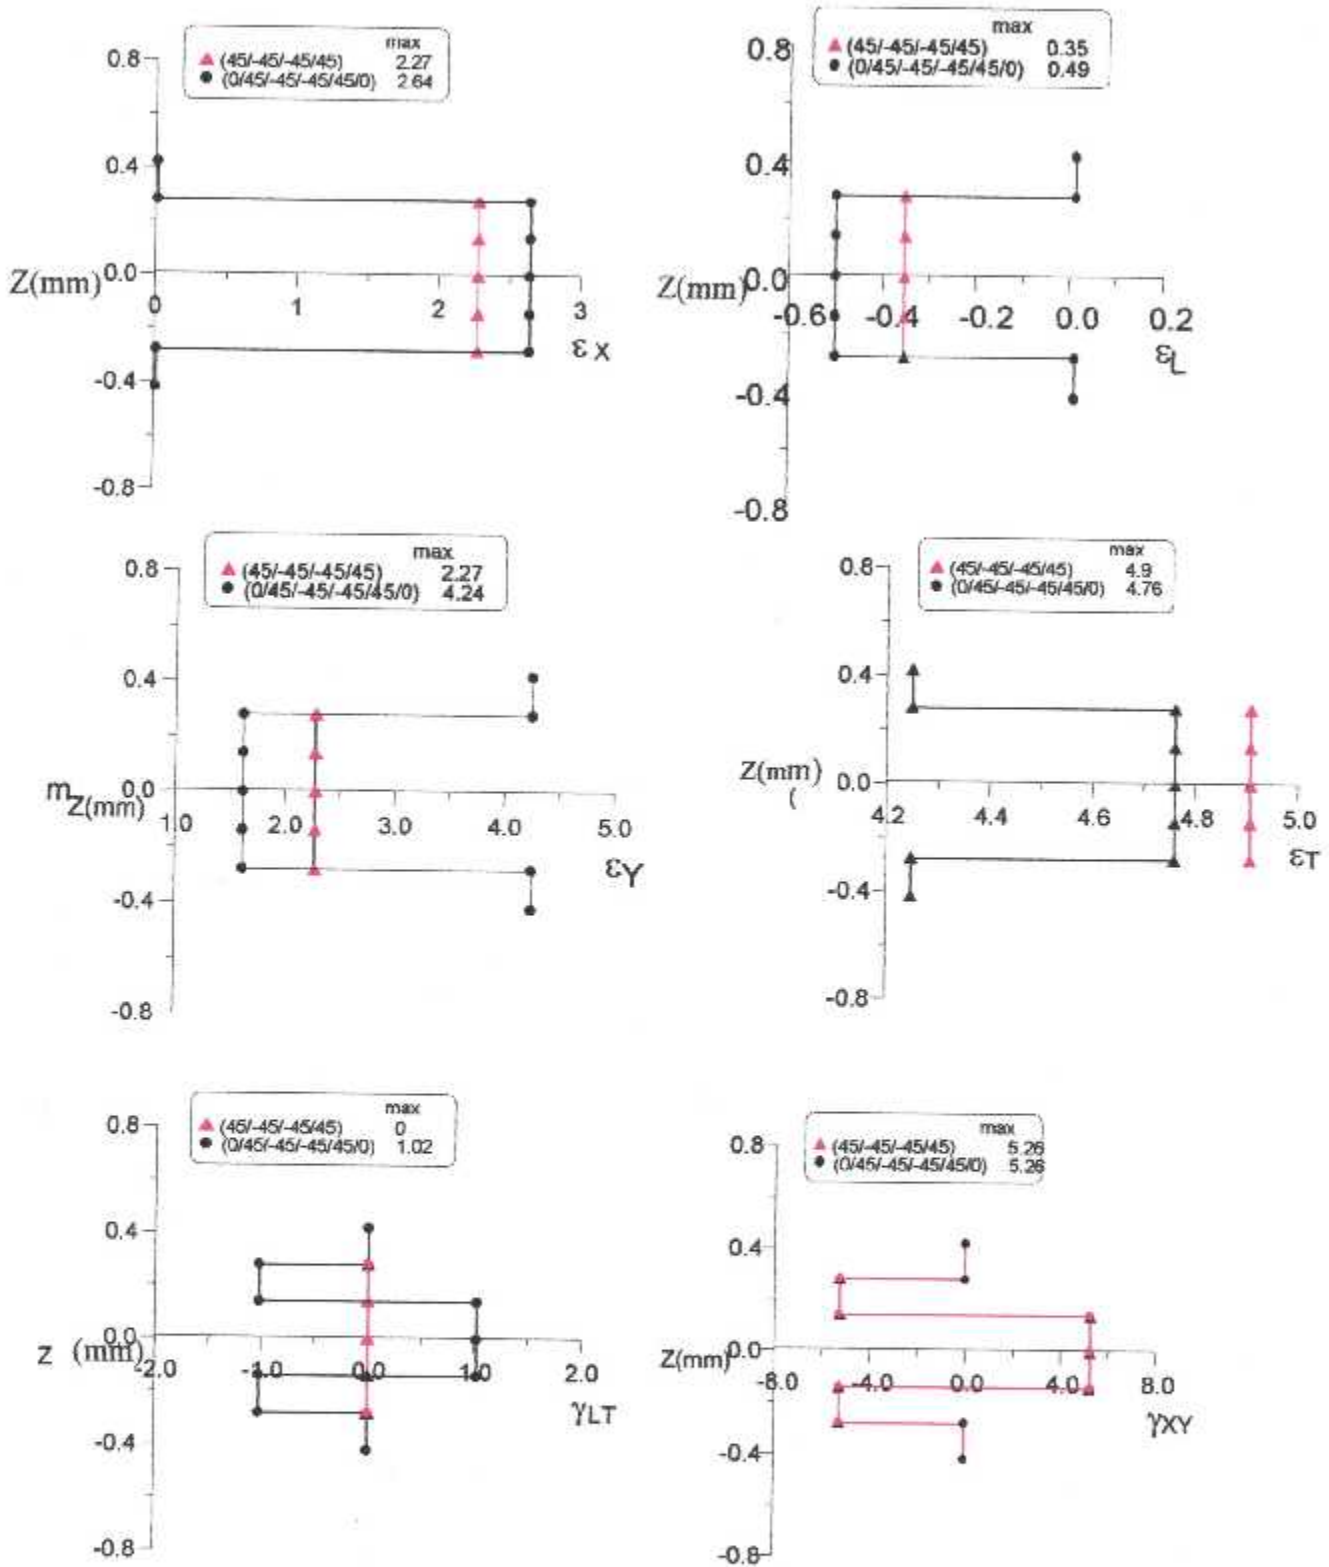 max
(45/-45/-45/45) 2.27
(0/45/-45/-45/45/0) 2.64
0.8
0.4
Z(mm) 0.0
0 1 2 3
εX
-0.4
-0.8
max
(45/-45/-45/45) 0.35
(0/45/-45/-45/45/0) 0.49
0.8
0.4
Z(mm) 0.0
-0.6 -0.4 -0.2 0.0 0.2
εL
-0.4
-0.8
max
(45/-45/-45/45) 2.27
(0/45/-45/-45/45/0) 4.24
0.8
0.4
m 0.0
Z(mm)
1.0 2.0 3.0 4.0 5.0
εY
-0.4
-0.8
max
(45/-45/-45/45) 4.9
(0/45/-45/-45/45/0) 4.76
0.8
0.4
Z(mm) 0.0
(
4.2 4.4 4.6 4.8 5.0
εT
-0.4
-0.8
max
(45/-45/-45/45) 0
(0/45/-45/-45/45/0) 1.02
0.8
0.4
0.0
z (mm)
-2.0 -1.0 0.0 1.0 2.0
γLT
-0.4
-0.8
max
(45/-45/-45/45) 5.26
(0/45/-45/-45/45/0) 5.26
0.8
0.4
Z(mm) 0.0
-8.0 -4.0 0.0 4.0 8.0
γXY
-0.4
-0.8